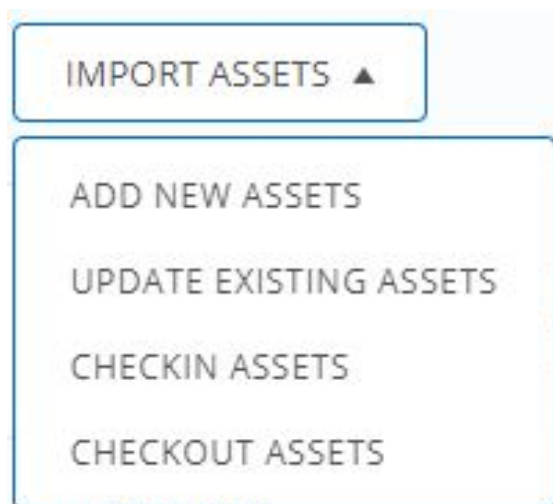 IMPORT ASSETS ▲
ADD NEW ASSETS
UPDATE EXISTING ASSETS
CHECKIN ASSETS
CHECKOUT ASSETS